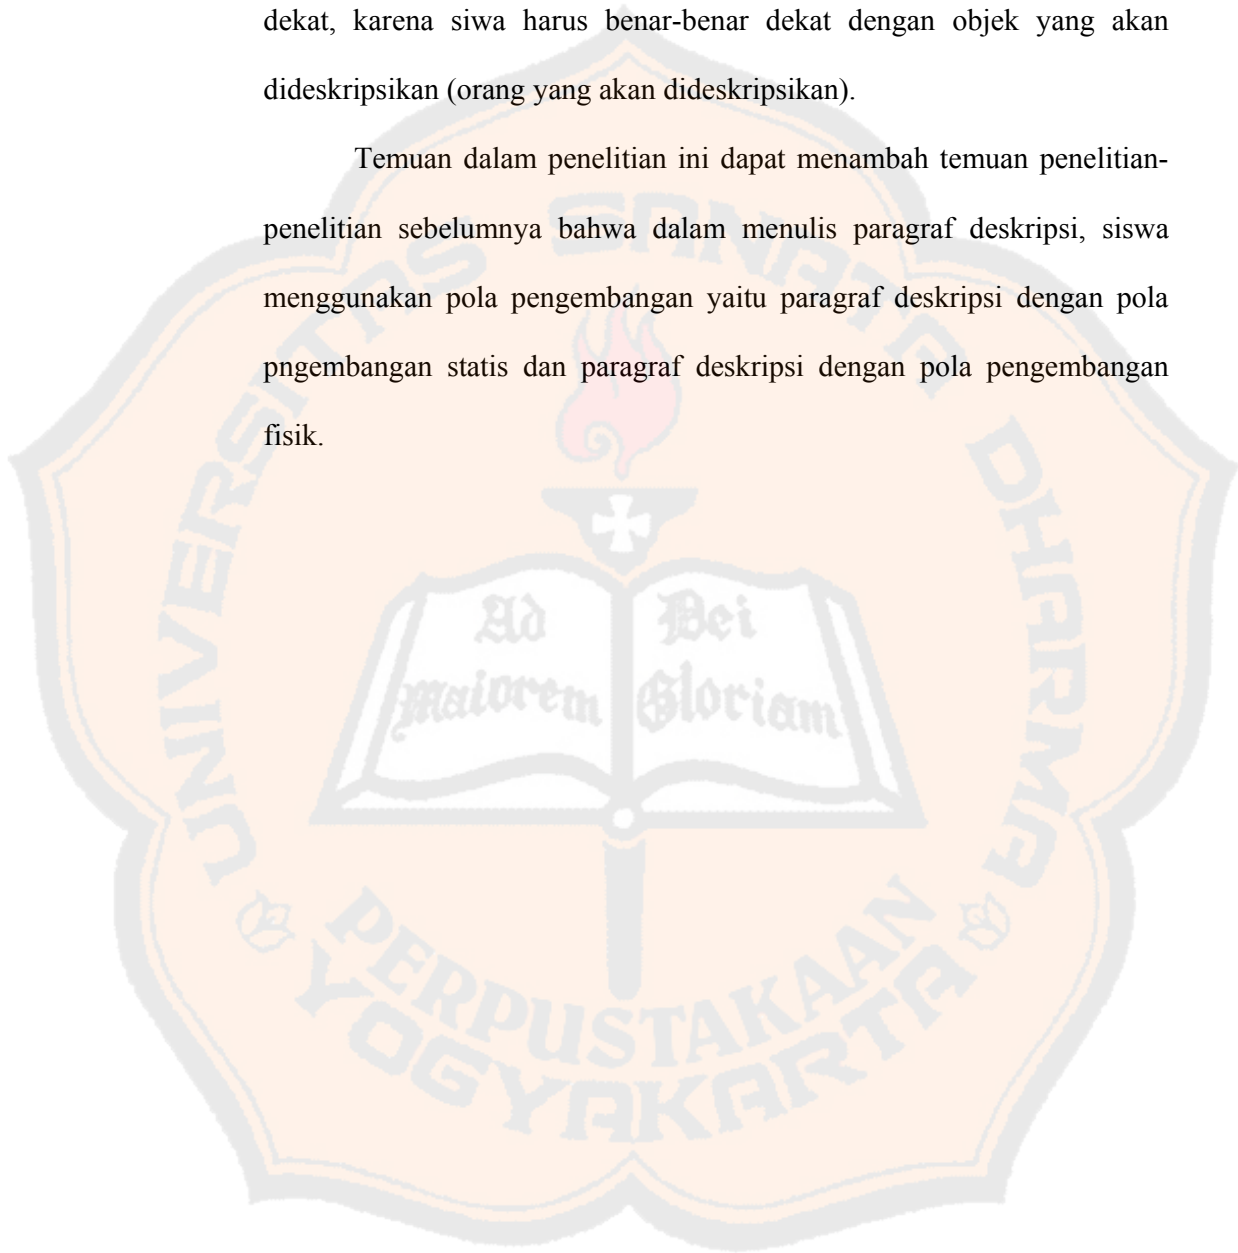 dekat, karena siwa harus benar-benar dekat dengan objek yang akan
dideskripsikan (orang yang akan dideskripsikan).
Temuan dalam penelitian ini dapat menambah temuan penelitian-
penelitian sebelumnya bahwa dalam menulis paragraf deskripsi, siswa
menggunakan pola pengembangan yaitu paragraf deskripsi dengan pola
pngembangan statis dan paragraf deskripsi dengan pola pengembangan
fisik.
UNIVERSITAS SANATA DHARMA
Ad Dei
maiorem Gloriam
PERPUSTAKAAN
YOGYAKARTA